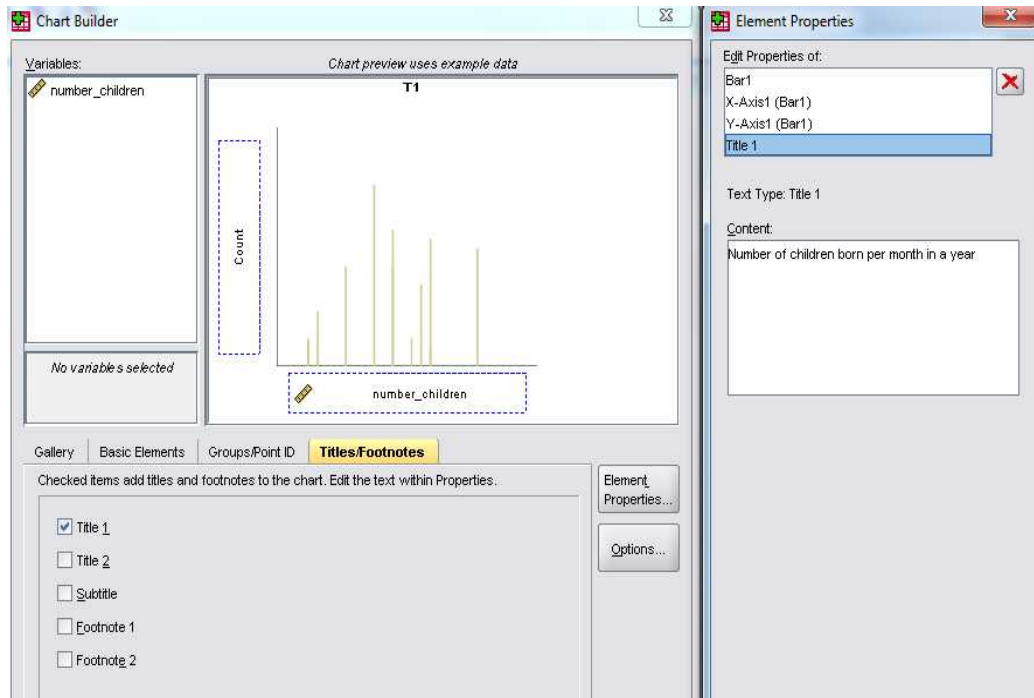 Chart Builder
Variables:
number_children
No variables selected
Chart preview uses example data
T1
Count
number_children
Gallery
Basic Elements
Groups/Point ID
Titles/Footnotes
Checked items add titles and footnotes to the chart. Edit the text within Properties.
Title 1
Title 2
Subtitle
Footnote 1
Footnote 2
Element
Properties...
Options...
Element Properties
Edit Properties of:
Bar1
X-Axis1 (Bar1)
Y-Axis1 (Bar1)
Title 1
Text Type: Title 1
Content:
Number of children born per month in a year